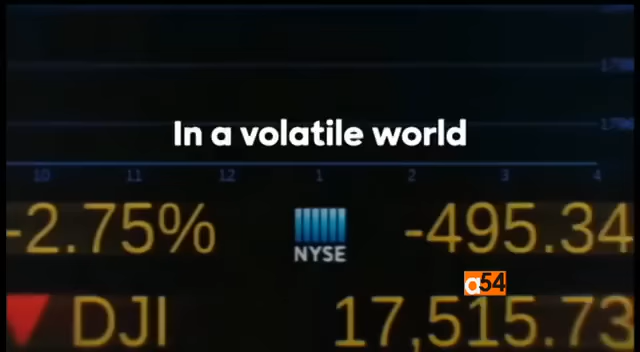 In a volatile world
10 11 12 1 2 3 4
-2.75% NYSE -495.34
a54
DJI 17,515.73